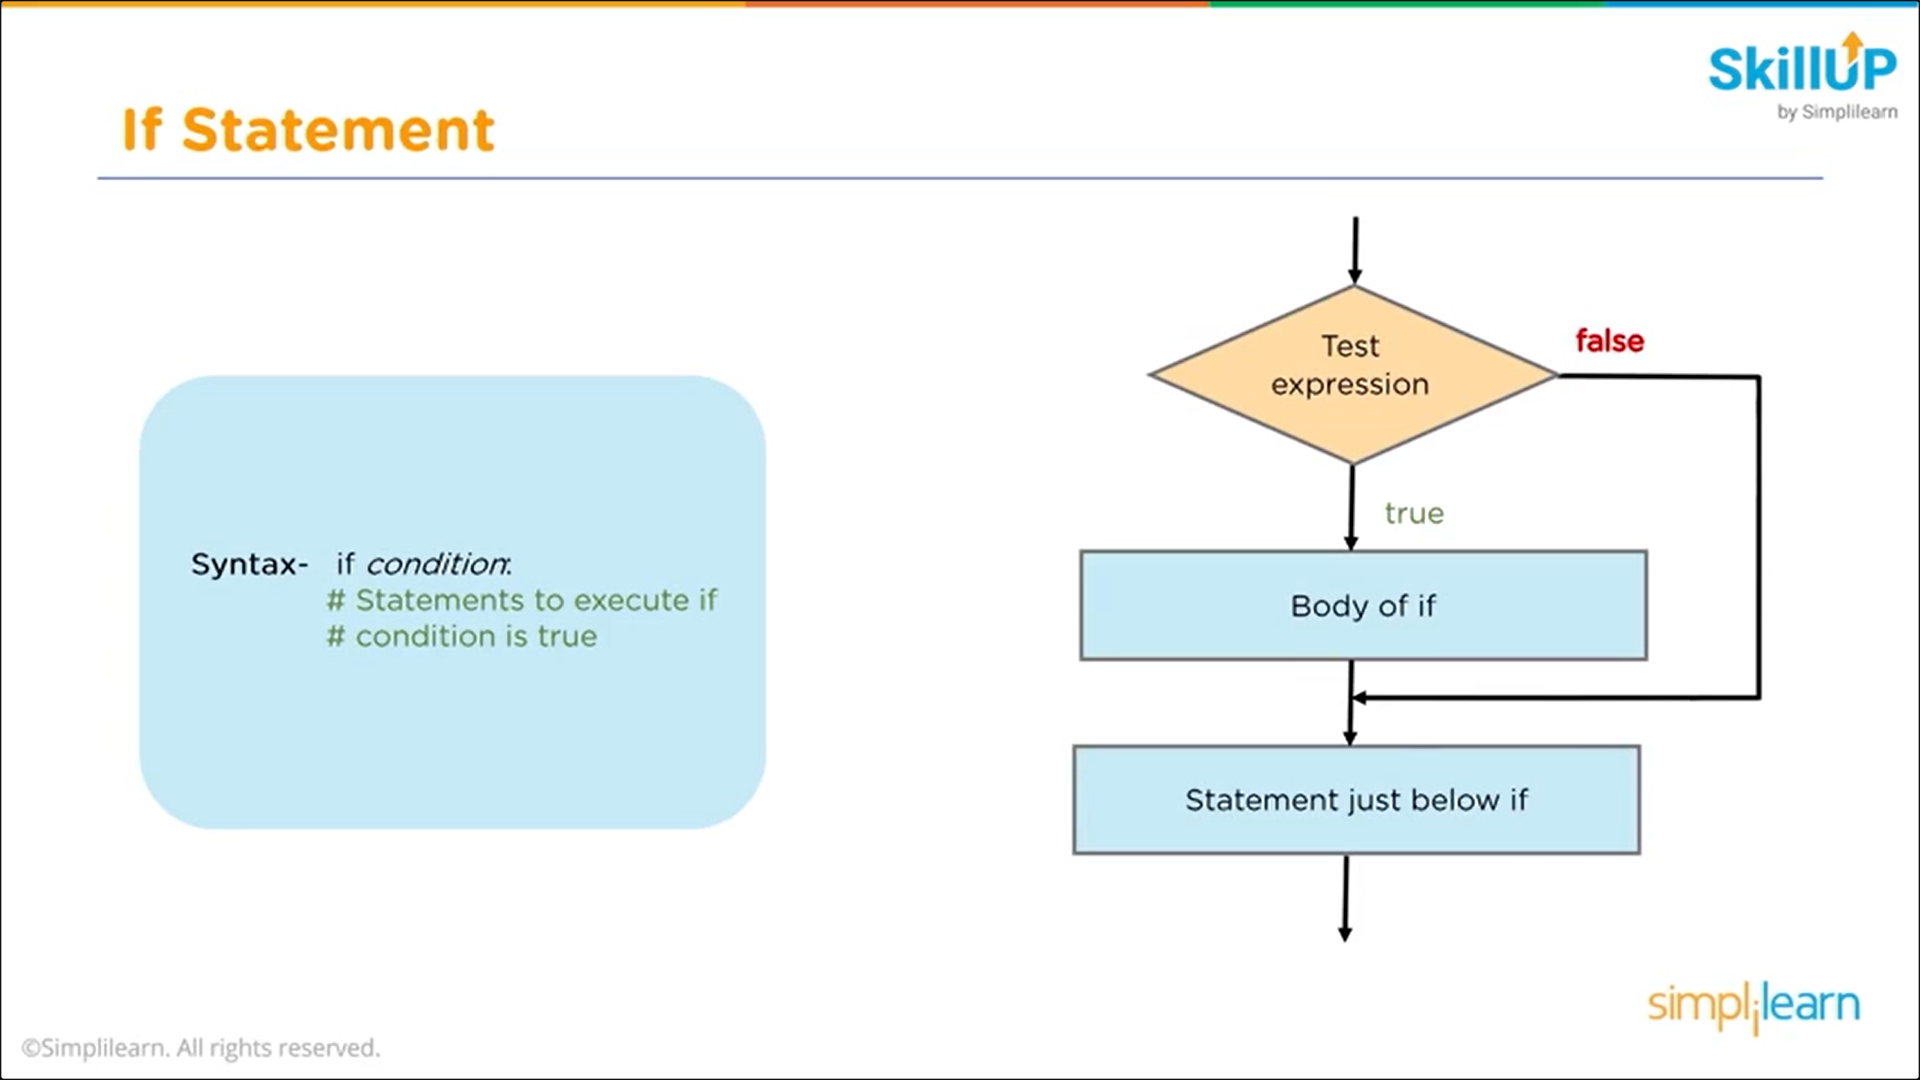 SkillUP
by Simplilearn
If Statement
Syntax- if condition:
# Statements to execute if
# condition is true
Test
expression
false
true
Body of if
Statement just below if
simplilearn
©Simplilearn. All rights reserved.